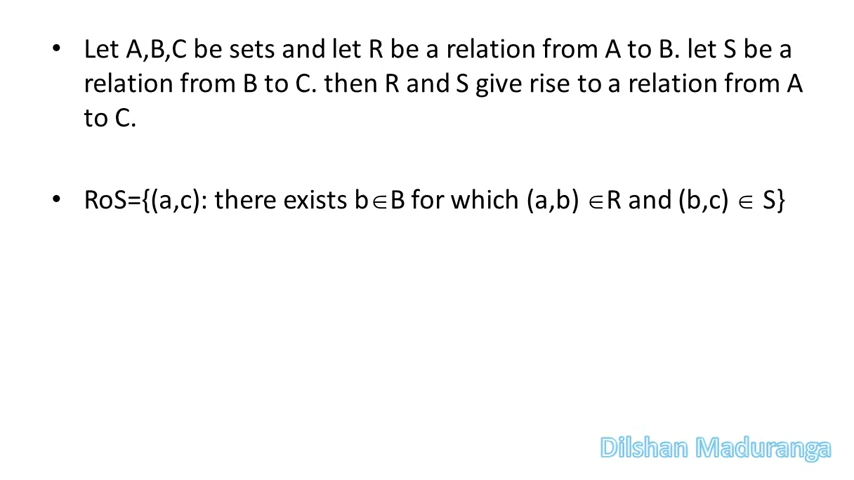 • Let A,B,C be sets and let R be a relation from A to B. let S be a
relation from B to C. then R and S give rise to a relation from A
to C.
• RoS={(a,c): there exists b∈B for which (a,b) ∈R and (b,c) ∈ S}
Dilshan Maduranga